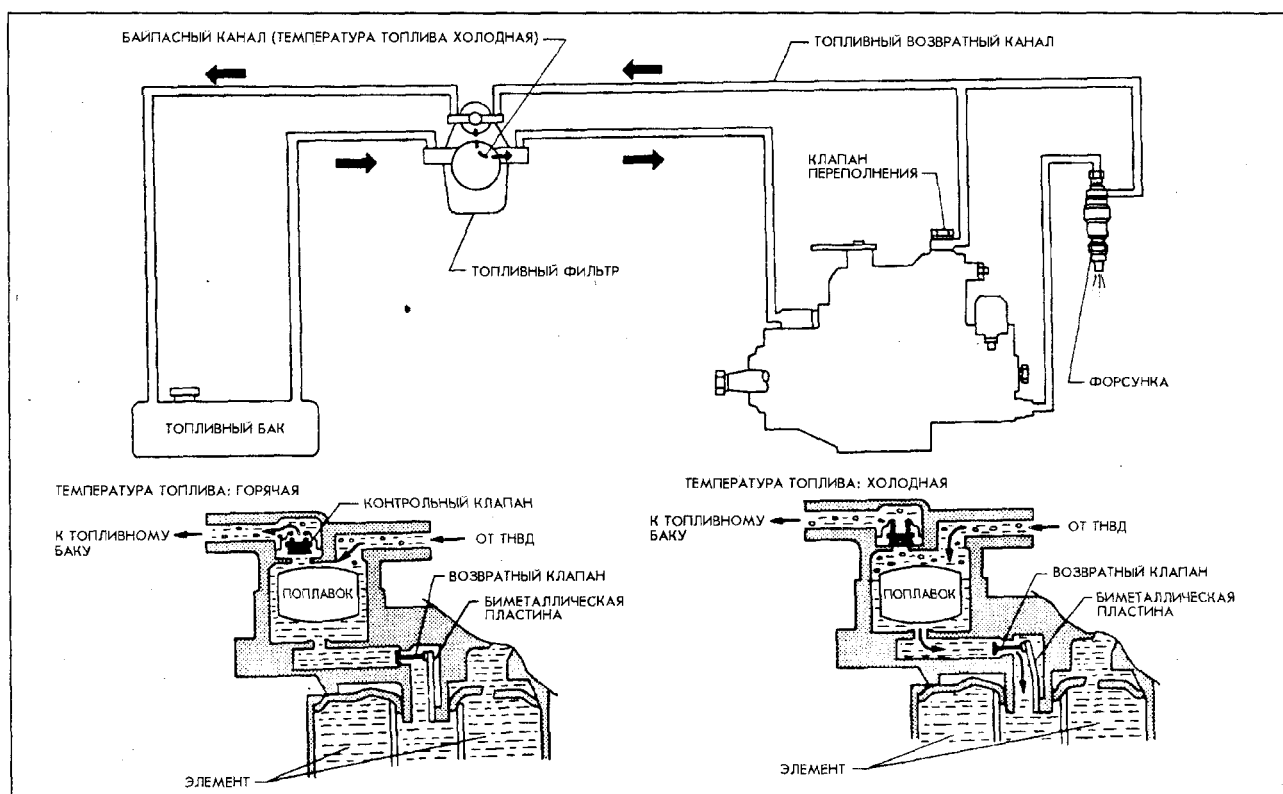 БАЙПАСНЫЙ КАНАЛ (ТЕМПЕРАТУРА ТОПЛИВА ХОЛОДНАЯ)
ТОПЛИВНЫЙ ВОЗВРАТНЫЙ КАНАЛ
КЛАПАН
ПЕРЕПОЛНЕНИЯ
ТОПЛИВНЫЙ ФИЛЬТР
ФОРСУНКА
ТОПЛИВНЫЙ БАК
ТЕМПЕРАТУРА ТОПЛИВА: ГОРЯЧАЯ
КОНТРОЛЬНЫЙ КЛАПАН
К ТОПЛИВНОМУ
БАКУ
ОТ ТНВД
ВОЗВРАТНЫЙ КЛАПАН
ПОПЛАВОК
БИМЕТАЛЛИЧЕСКАЯ
ПЛАСТИНА
ЭЛЕМЕНТ
ТЕМПЕРАТУРА ТОПЛИВА: ХОЛОДНАЯ
К ТОПЛИВНОМУ
БАКУ
ОТ ТНВД
ВОЗВРАТНЫЙ КЛАПАН
ПОПЛАВОК
БИМЕТАЛЛИЧЕСКАЯ
ПЛАСТИНА
ЭЛЕМЕНТ